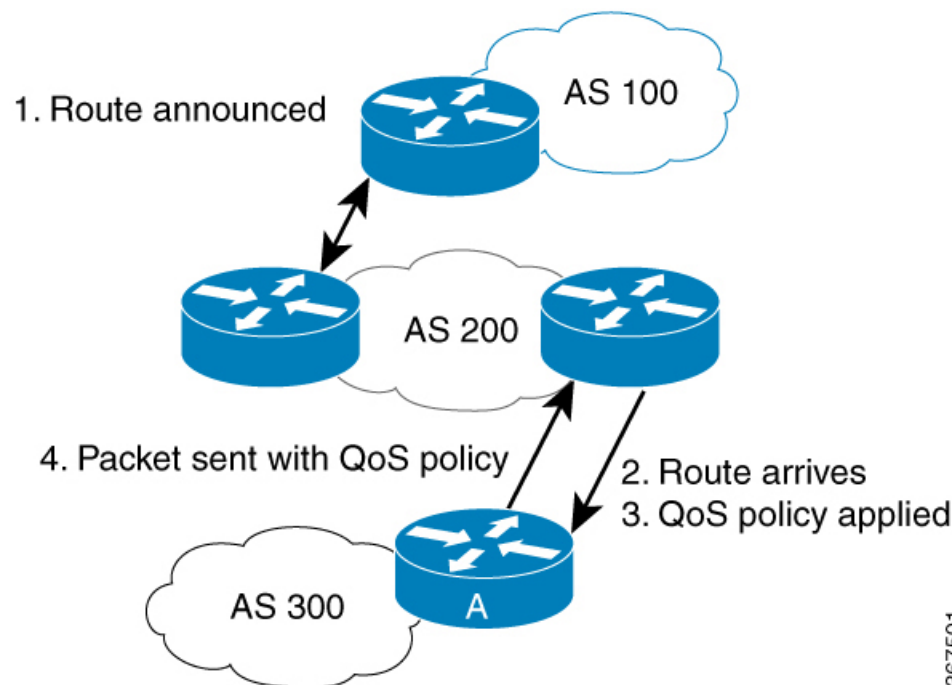 AS 100
1. Route announced
AS 200
4. Packet sent with QoS policy
2. Route arrives
3. QoS policy applied
AS 300
A